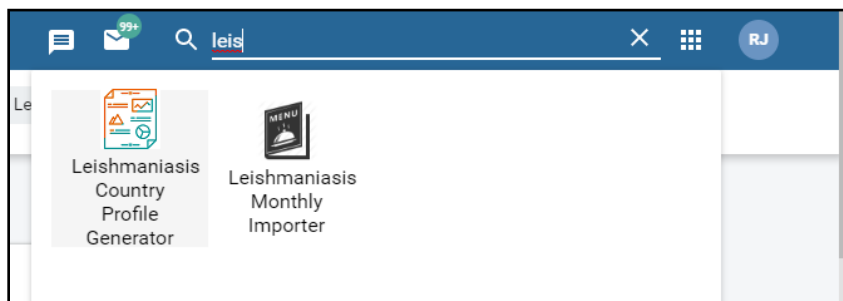 99+
leis
RJ
Le
Leishmaniasis
Country
Profile
Generator
MENU
Leishmaniasis
Monthly
Importer